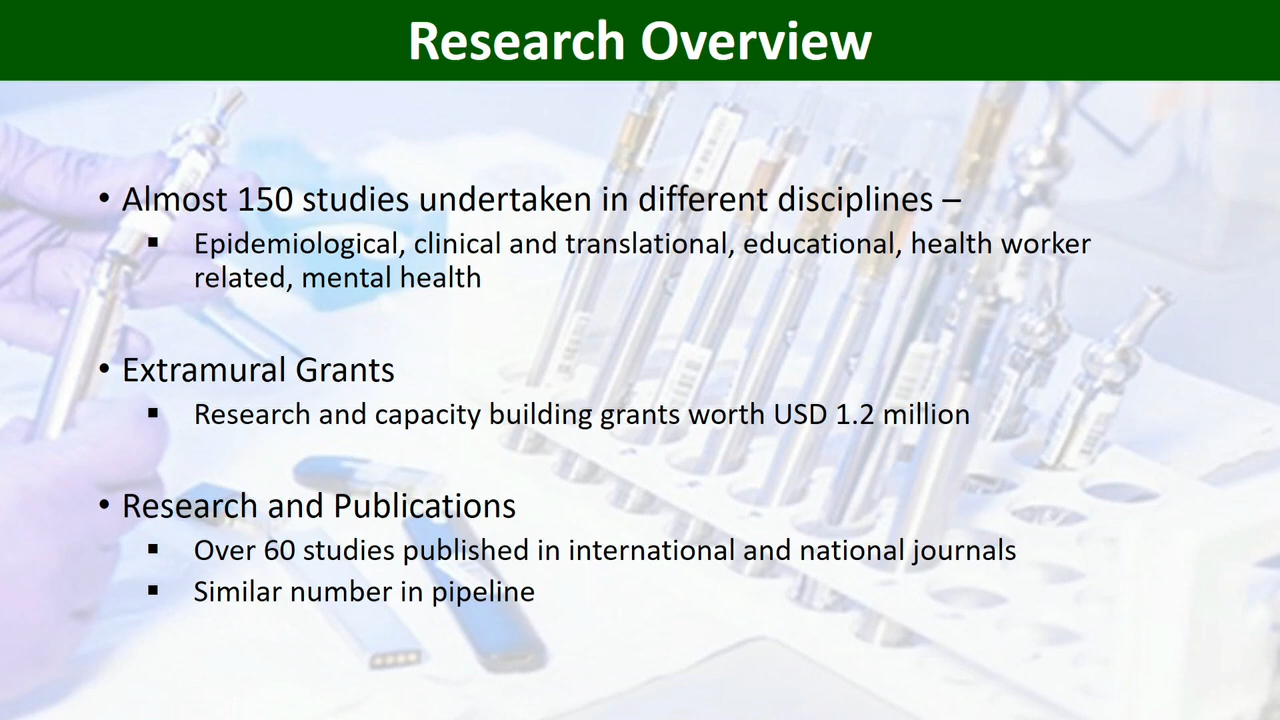 Research Overview
• Almost 150 studies undertaken in different disciplines –
▪ Epidemiological, clinical and translational, educational, health worker
related, mental health
• Extramural Grants
▪ Research and capacity building grants worth USD 1.2 million
• Research and Publications
▪ Over 60 studies published in international and national journals
▪ Similar number in pipeline